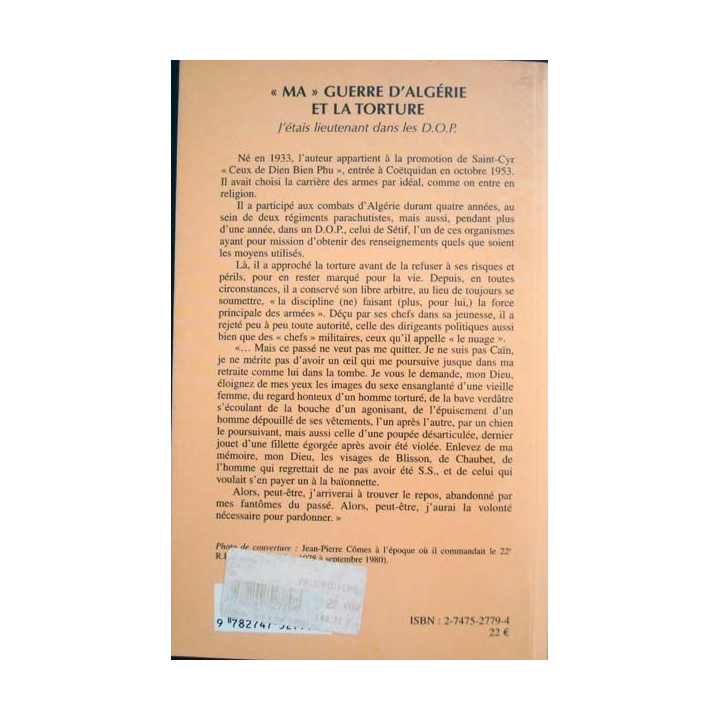 « MA » GUERRE D'ALGÉRIE
ET LA TORTURE
J'étais lieutenant dans les D.O.P.
Né en 1933, l'auteur appartient à la promotion de Saint-Cyr
« Ceux de Dien Bien Phu », entrée à Coëtquidan en octobre 1953.
Il avait choisi la carrière des armes par idéal, comme on entre en
religion.
Il a participé aux combats d'Algérie durant quatre années, au
sein de deux régiments parachutistes, mais aussi, pendant plus
d'une année, dans un D.O.P., celui de Sétif, l'un de ces organismes
ayant pour mission d'obtenir des renseignements quels que soient
les moyens utilisés.
Là, il a approché la torture avant de la refuser à ses risques et
périls, pour en rester marqué pour la vie. Depuis, en toutes
circonstances, il a conservé son libre arbitre, au lieu de toujours se
soumettre, « la discipline (ne) faisant (plus, pour lui,) la force
principale des armées ». Déçu par ses chefs dans sa jeunesse, il a
rejeté peu à peu toute autorité, celle des dirigeants politiques aussi
bien que des « chefs » militaires, ceux qu'il appelle « le nuage ».
«… Mais ce passé ne veut pas me quitter. Je ne suis pas Caïn,
je ne mérite pas d'avoir un œil qui me poursuive jusque dans ma
retraite comme lui dans la tombe. Je vous le demande, mon Dieu,
éloignez de mes yeux les images du sexe ensanglanté d'une vieille
femme, du regard honteux d'un homme torturé, de la bave verdâtre
s'écoulant de la bouche d'un agonisant, de l'épuisement d'un
homme dépouillé de ses vêtements, l'un après l'autre, par un chien
le poursuivant, mais aussi celle d'une poupée désarticulée, dernier
jouet d'une fillette égorgée après avoir été violée. Enlevez de ma
mémoire, mon Dieu, les visages de Blisson, de Chaubet, de
l'homme qui regrettait de ne pas avoir été S.S., et de celui qui
voulait s'en payer un à la baïonnette.
Alors, peut-être, j'arriverai à trouver le repos, abandonné par
mes fantômes du passé. Alors, peut-être, j'aurai la volonté
nécessaire pour pardonner. »
Photo de couverture : Jean-Pierre Cômes à l'époque où il commandait le 22e
1978 à septembre 1980).
ISBN : 2-7475-2779-4
22 €
9 782747